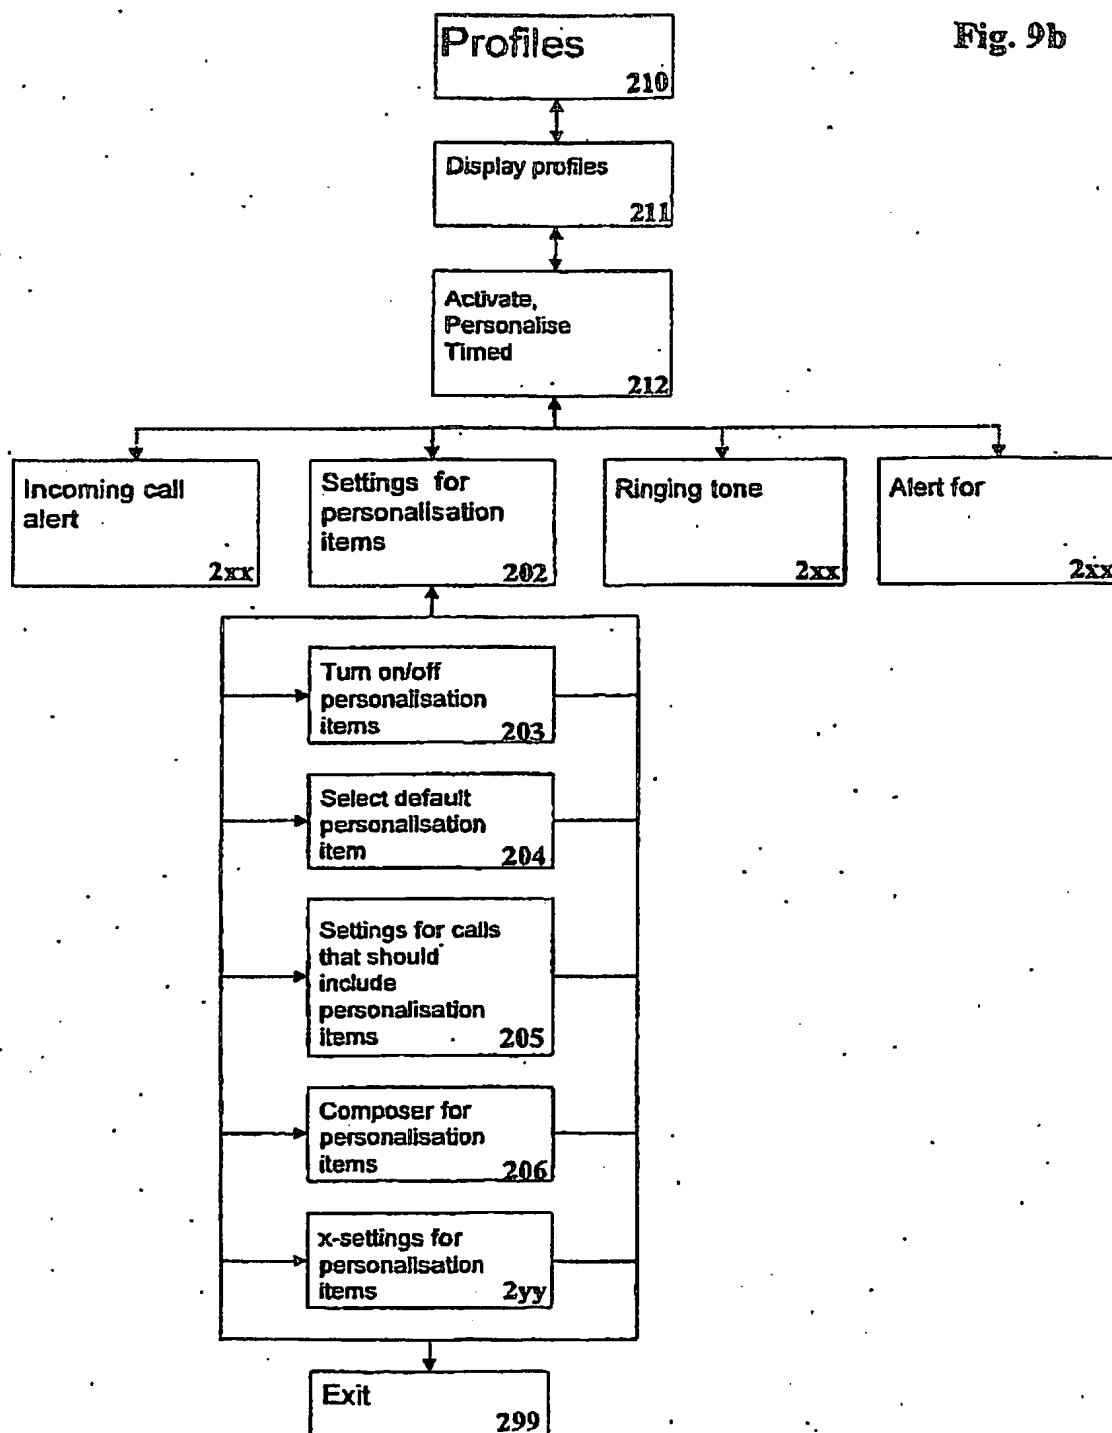 Fig. 9b
Profiles
210
Display profiles
211
Activate,
Personalise
Timed
212
Incoming call
alert
2xx
Settings for
personalisation
items
202
Ringing tone
2xx
Alert for
2xx
Turn on/off
personalisation
items
203
Select default
personalisation
item
204
Settings for calls
that should
include
personalisation
items
205
Composer for
personalisation
items
206
x-settings for
personalisation
items
2yy
Exit
299